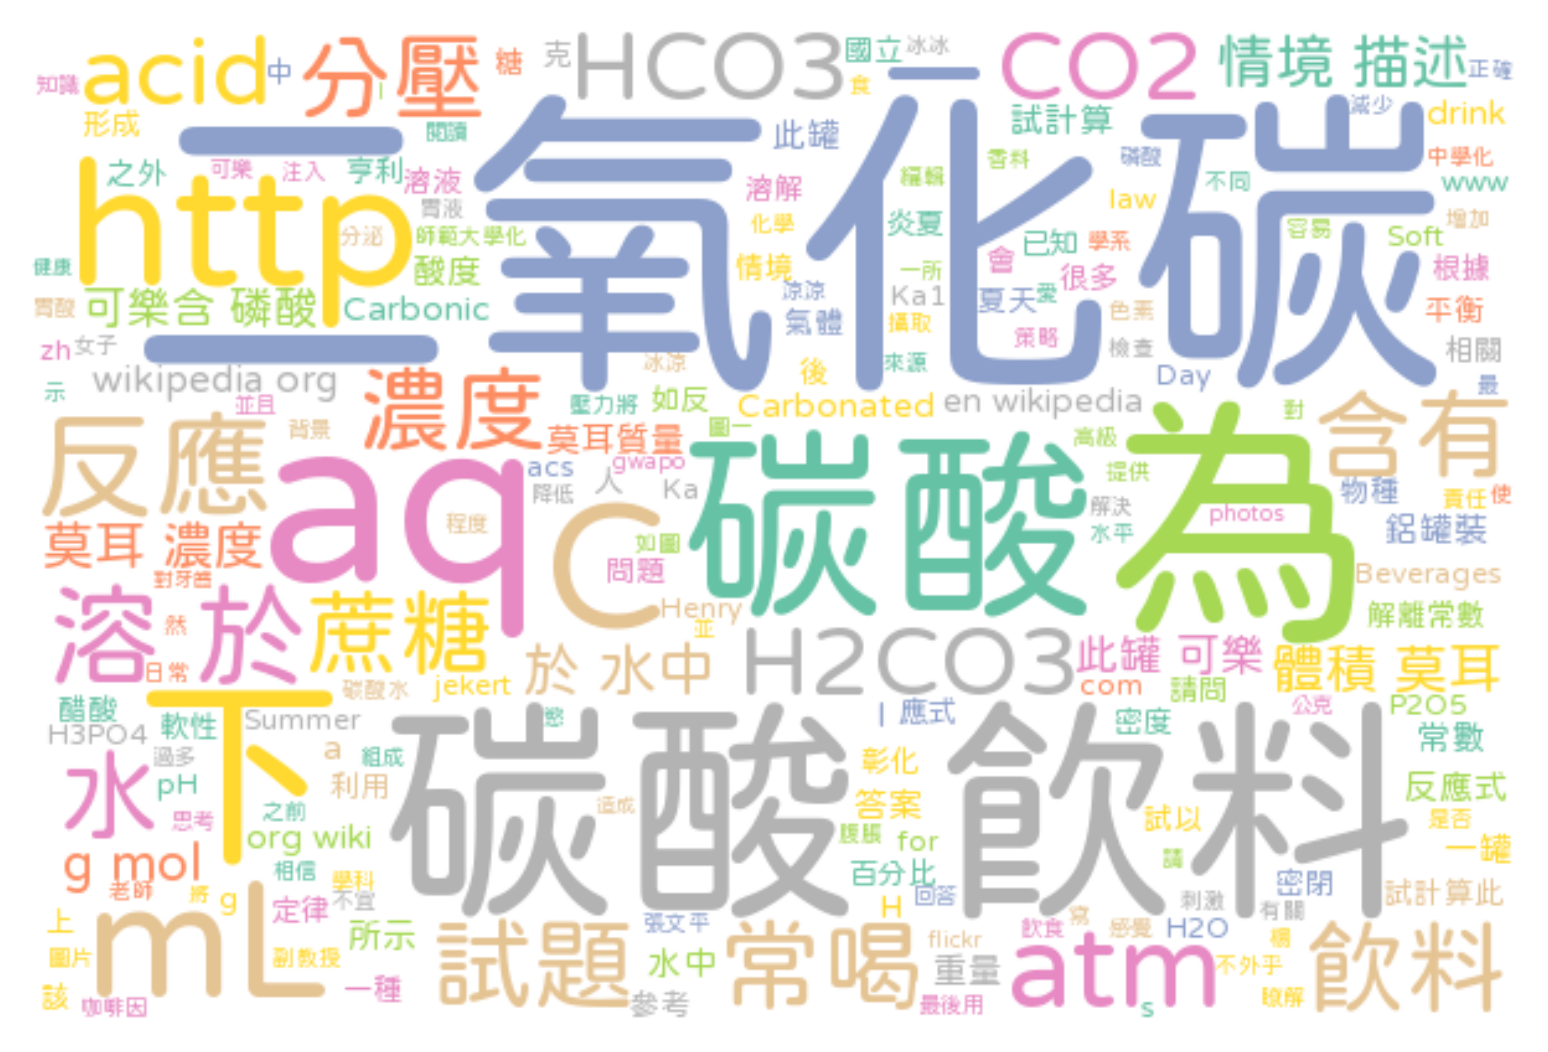 acid
中
分壓
糖
克
HCO3
國立
冰冰
CO2
情境 描述
正確
知識
形成
閱讀
二氧化碳
食
此罐
試計算
減少
drink
之外
可樂
注入
亨利
溶液
溶解
編輯
香料
磷酸
中學化
http
胃液
law
不同
www
分泌
師範大學化
化學
炎夏
已知
學系
容易
Soft
增加
健康
酸度
情境
一所
會
很多
根據
胃酸
可樂含 磷酸
Carbonic
涼涼
氣體
Ka1
攝取
夏天
愛
色素
平衡
策略
zh
女子
冰涼
來源
檢查
相關
示
wikipedia org
並且
濃度
後
Day
最
壓力將
如反
Carbonated
en wikipedia
對
反應
背景
莫耳質量
圖一
高級
含有
aq
acs
gwapo
碳酸
為
提供
降低
人
Ka
解決
物種
責任
使
莫耳 濃度
程度
C
如圖
水平
photos
鋁罐裝
對牙齒
問題
Beverages
溶於
蔗糖
Henry
並
解離常數
然
日常
於 水中
H2CO3
此罐 可樂
體積 莫耳
碳酸水
jekert
com
請問
醋酸
下
公克
P2O5
H3PO4
軟性
Summer
碳酸 飲料
應式
密度
常數
過多
a
組成
彰化
水
pH
利用
造成
反應式
思考
之前
答案
試以
是否
org wiki
腹脹
for
一罐
g mol
相信
百分比
請
老師
學科
密閉
將
g
不宜
回答
刺激
試計算此
mL
定律
H
有關
上
所示
試題
張文平
常喝
飲食
感覺
H2O
圖片
副教授
水中
flickr
atm
飲料
重量
不外乎
該
咖啡因
一種
參考
最後用
s
瞭解